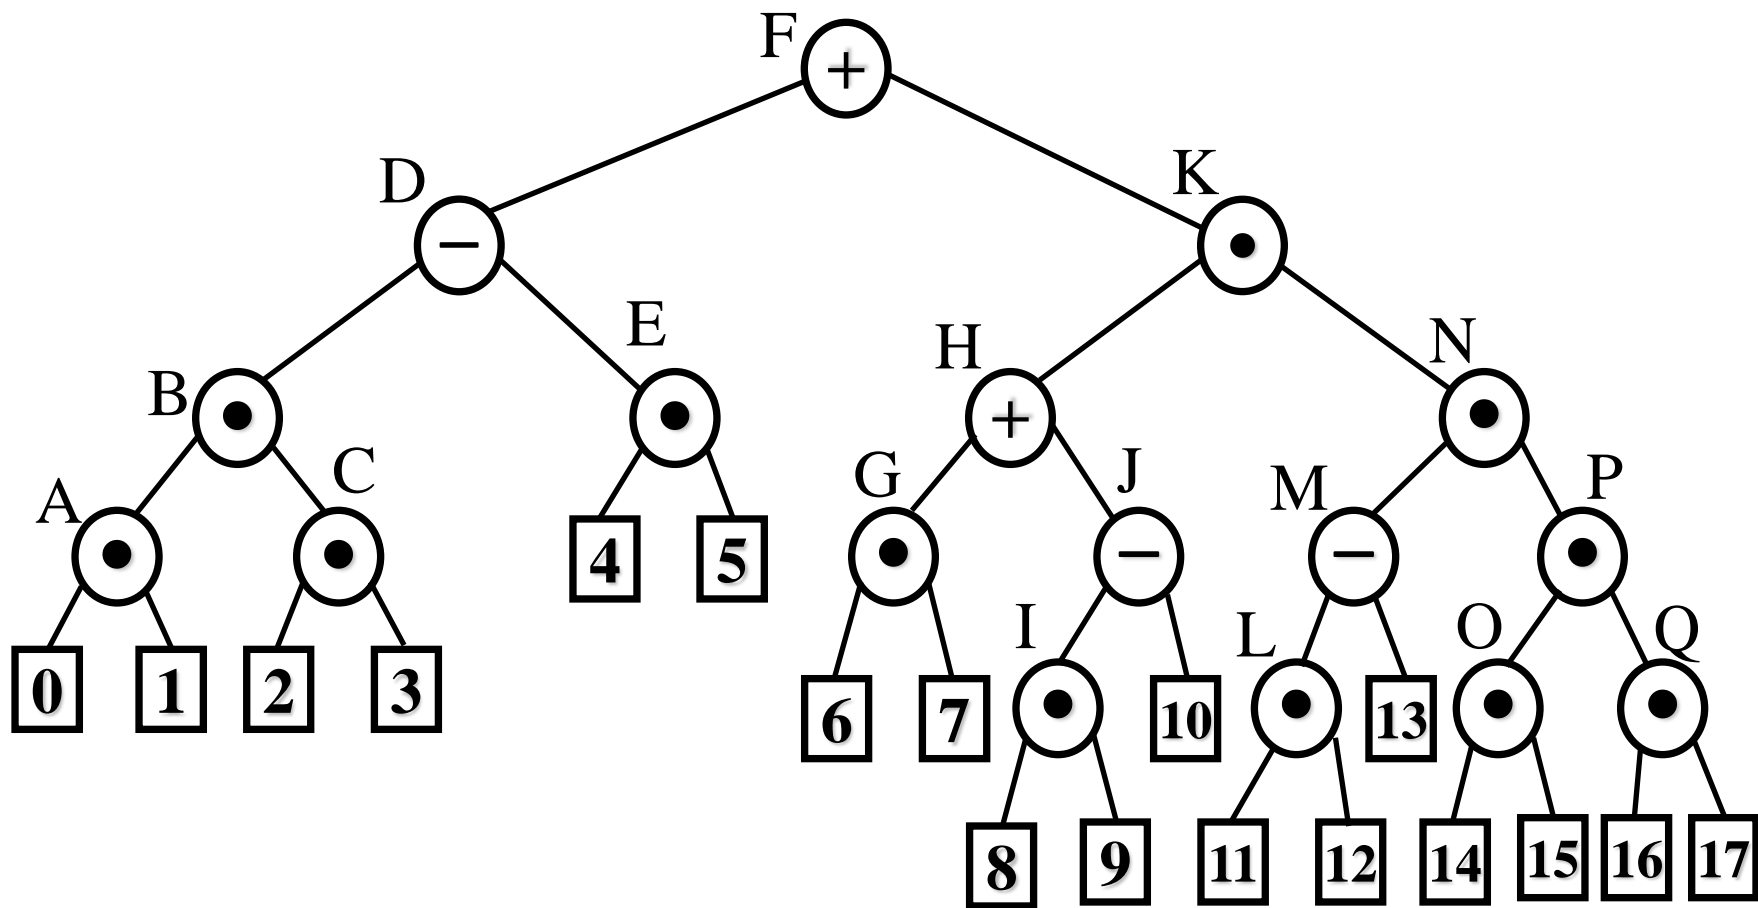 F
+
D
K
−
•
E
H
N
B
•
•
+
•
C
G
J
M
P
A
•
•
4
5
•
−
−
•
I
L
O
Q
0
1
2
3
6
7
•
10
•
13
•
•
8
9
11
12
14
15
16
17